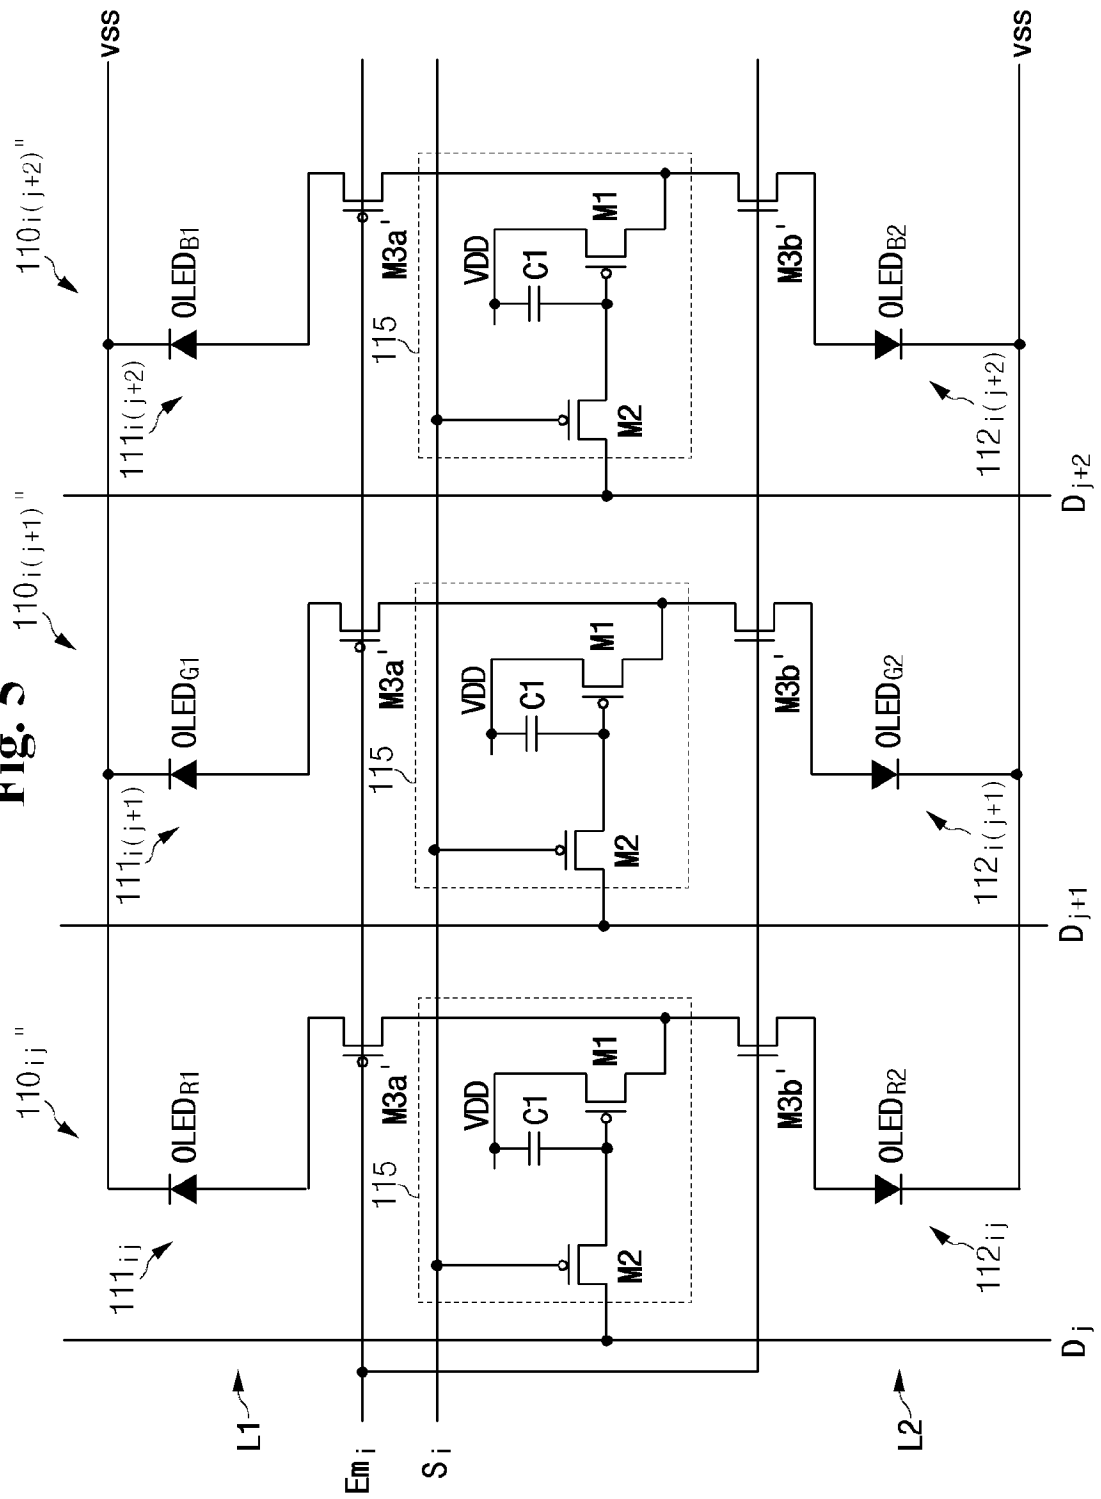 Fig. 5
110ij"
110i(j+1)"
110i(j+2)"
VSS
L1
111ij
OLEDR1
111i(j+1)
OLEDG1
111i(j+2)
OLEDB1
Emi
M3a'
M3a'
M3a'
Si
115
VDD
C1
M1
M2
115
VDD
C1
M1
M2
115
VDD
C1
M1
M2
M3b'
M3b'
M3b'
L2
112ij
OLEDR2
112i(j+1)
OLEDG2
112i(j+2)
OLEDB2
VSS
Dj
Dj+1
Dj+2